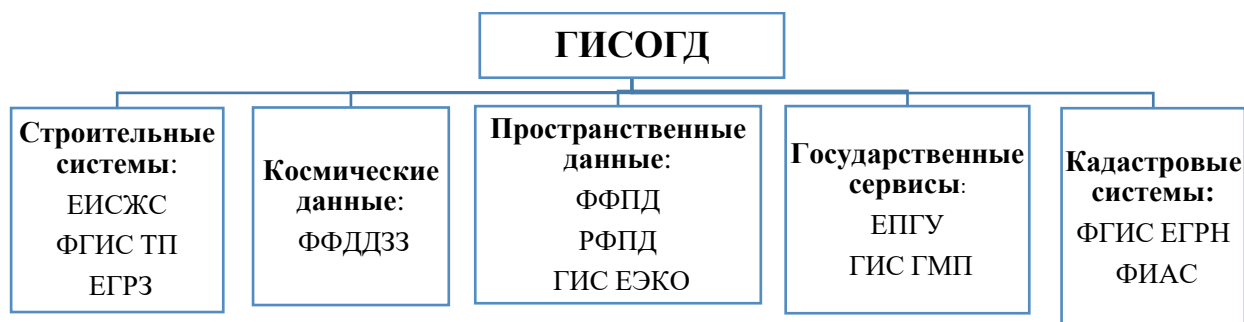 ГИСОГД
Строительные
системы:
ЕИСЖС
ФГИС ТП
ЕГРЗ
Космические
данные:
ФФДДЗЗ
Пространственные
данные:
ФФПД
РФПД
ГИС ЕЭКО
Государственные
сервисы:
ЕПГУ
ГИС ГМП
Кадастровые
системы:
ФГИС ЕГРН
ФИАС